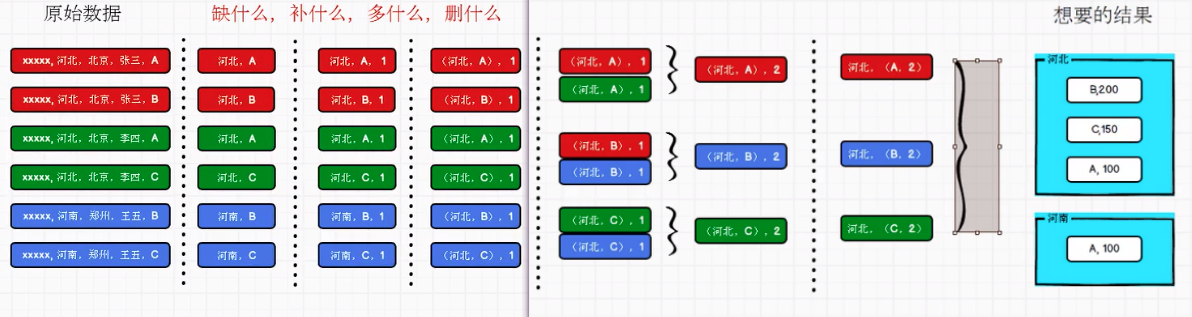 原始数据
缺什么，补什么，多什么，删什么
想要的结果
xxxxx, 河北，北京，张三，A
河北，A
河北，A，1
（河北，A），1
xxxxx, 河北，北京，张三，B
河北，B
河北，B，1
（河北，B），1
xxxxx, 河北，北京，李四，A
河北，A
河北，A，1
（河北，A），1
xxxxx, 河北，北京，李四，C
河北，C
河北，C，1
（河北，C），1
xxxxx, 河南，郑州，王五，B
河南，B
河南，B，1
（河北，B），1
xxxxx, 河南，郑州，王五，C
河南，C
河南，C，1
（河北，C），1
（河北，A），1
（河北，A），1
（河北，A），2
（河北，B），1
（河北，B），1
（河北，B），2
（河北，C），1
（河北，C），1
（河北，C），2
河北，（A，2）
河北，（B，2）
河北，（C，2）
河北
B,200
C,150
A, 100
河南
A, 100